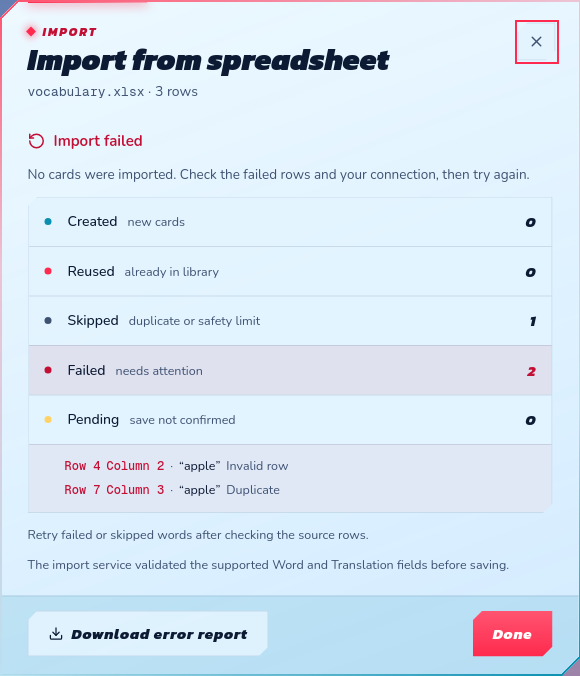 IMPORT
Import from spreadsheet
vocabulary.xlsx · 3 rows
Import failed
No cards were imported. Check the failed rows and your connection, then try again.
Created new cards 0
Reused already in library 0
Skipped duplicate or safety limit 1
Failed needs attention 2
Pending save not confirmed 0
Row 4 Column 2 · “apple” Invalid row
Row 7 Column 3 · “apple” Duplicate
Retry failed or skipped words after checking the source rows.
The import service validated the supported Word and Translation fields before saving.
Download error report Done